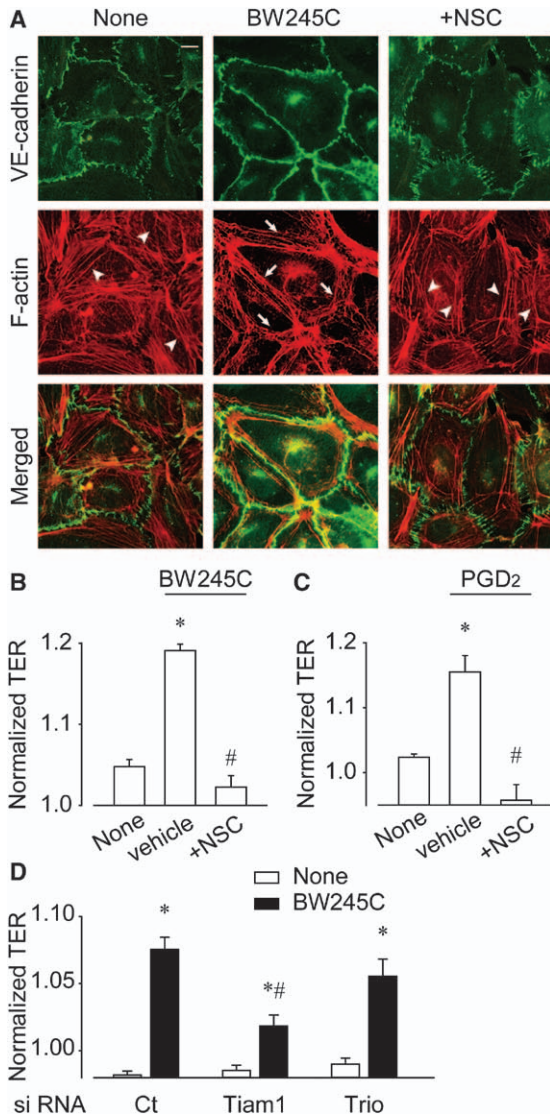 A
None BW245C +NSC
VE-cadherin
F-actin
Merged
B
BW245C
Normalized TER
1.2
1.1
1.0
*
#
None vehicle +NSC
C
PGD2
Normalized TER
1.2
1.1
1.0
*
#
None vehicle +NSC
D
None
BW245C
Normalized TER
1.10
1.05
1.00
*
*#
*
si RNA Ct Tiam1 Trio